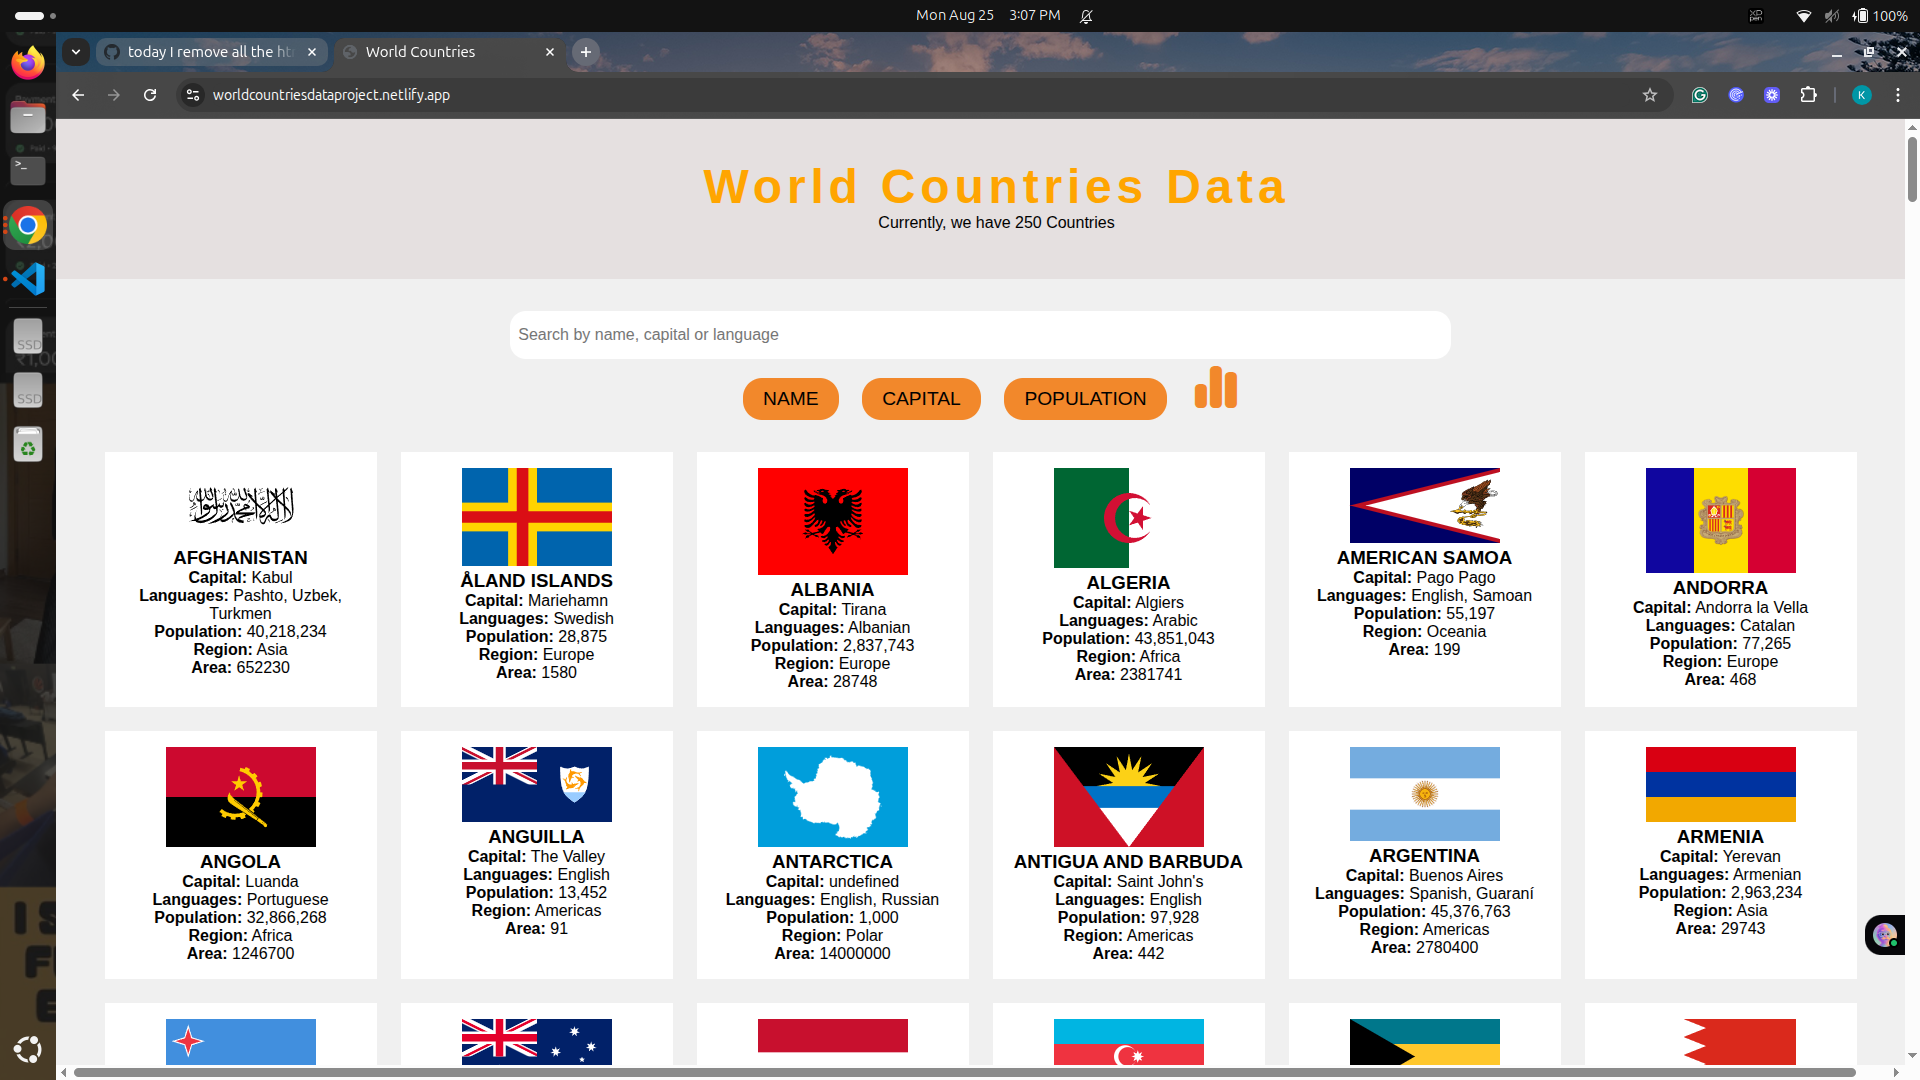 Mon Aug 25 3:07 PM
100%
today I remove all the ht
World Countries
worldcountriesdataproject.netlify.app
K
World Countries Data
Currently, we have 250 Countries
Search by name, capital or language
NAME
CAPITAL
POPULATION
AFGHANISTAN
Capital: Kabul
Languages: Pashto, Uzbek,
Turkmen
Population: 40,218,234
Region: Asia
Area: 652230
ÅLAND ISLANDS
Capital: Mariehamn
Languages: Swedish
Population: 28,875
Region: Europe
Area: 1580
ALBANIA
Capital: Tirana
Languages: Albanian
Population: 2,837,743
Region: Europe
Area: 28748
ALGERIA
Capital: Algiers
Languages: Arabic
Population: 43,851,043
Region: Africa
Area: 2381741
AMERICAN SAMOA
Capital: Pago Pago
Languages: English, Samoan
Population: 55,197
Region: Oceania
Area: 199
ANDORRA
Capital: Andorra la Vella
Languages: Catalan
Population: 77,265
Region: Europe
Area: 468
ANGOLA
Capital: Luanda
Languages: Portuguese
Population: 32,866,268
Region: Africa
Area: 1246700
ANGUILLA
Capital: The Valley
Languages: English
Population: 13,452
Region: Americas
Area: 91
ANTARCTICA
Capital: undefined
Languages: English, Russian
Population: 1,000
Region: Polar
Area: 14000000
ANTIGUA AND BARBUDA
Capital: Saint John's
Languages: English
Population: 97,928
Region: Americas
Area: 442
ARGENTINA
Capital: Buenos Aires
Languages: Spanish, Guaraní
Population: 45,376,763
Region: Americas
Area: 2780400
ARMENIA
Capital: Yerevan
Languages: Armenian
Population: 2,963,234
Region: Asia
Area: 29743
SSD
SSD